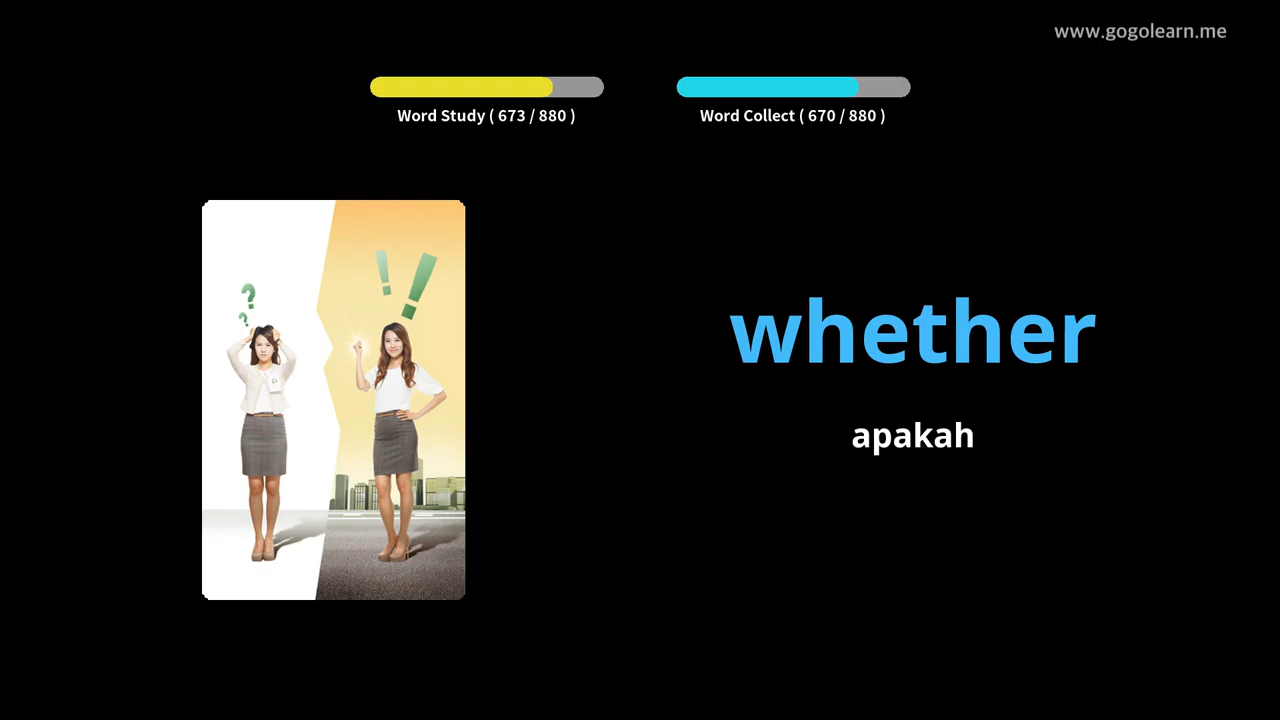 www.gogolearn.me
Word Study ( 673 / 880 )
Word Collect ( 670 / 880 )
? ?
! !
whether
apakah